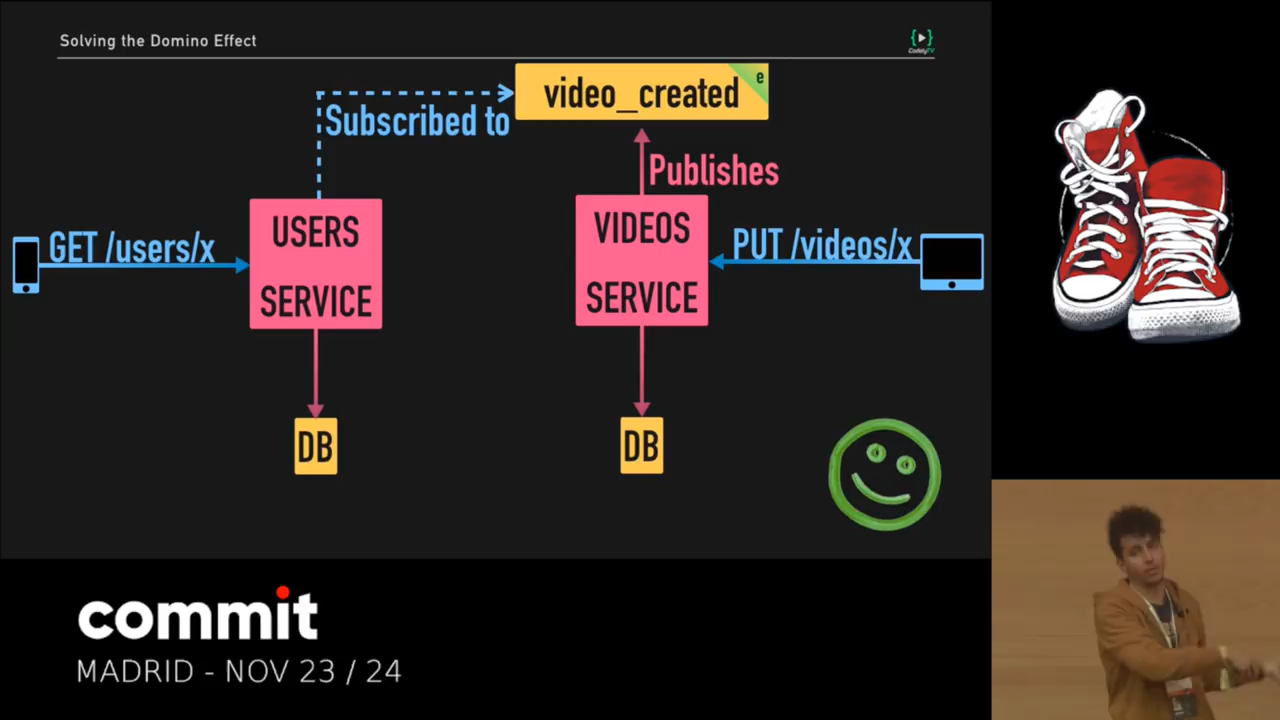 Solving the Domino Effect
CodelyTV
video_created
e
Subscribed to
Publishes
GET /users/x
USERS
SERVICE
VIDEOS
SERVICE
PUT /videos/x
DB
DB
commit
MADRID - NOV 23 / 24